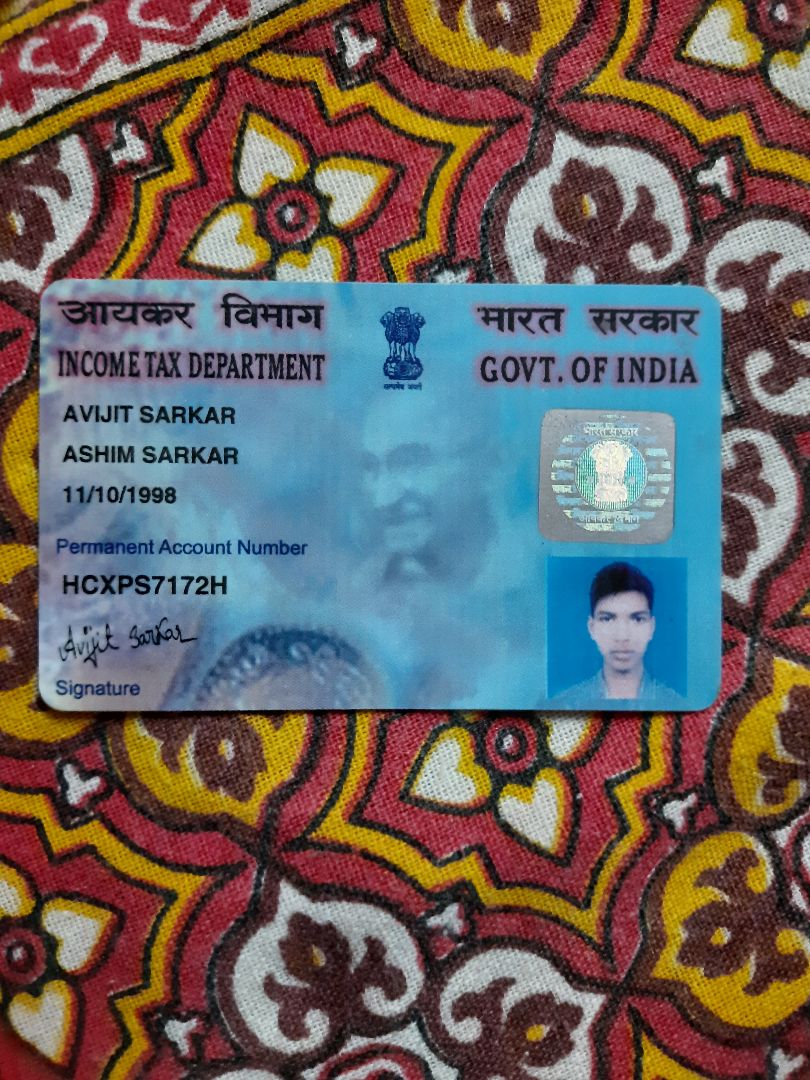 आयकर विभाग
भारत सरकार
INCOME TAX DEPARTMENT
GOVT. OF INDIA
AVIJIT SARKAR
ASHIM SARKAR
11/10/1998
Permanent Account Number
HCXPS7172H
Avijit Sarkar
Signature
सत्यमेव जयते
भारत सरकार
आयकर विभाग